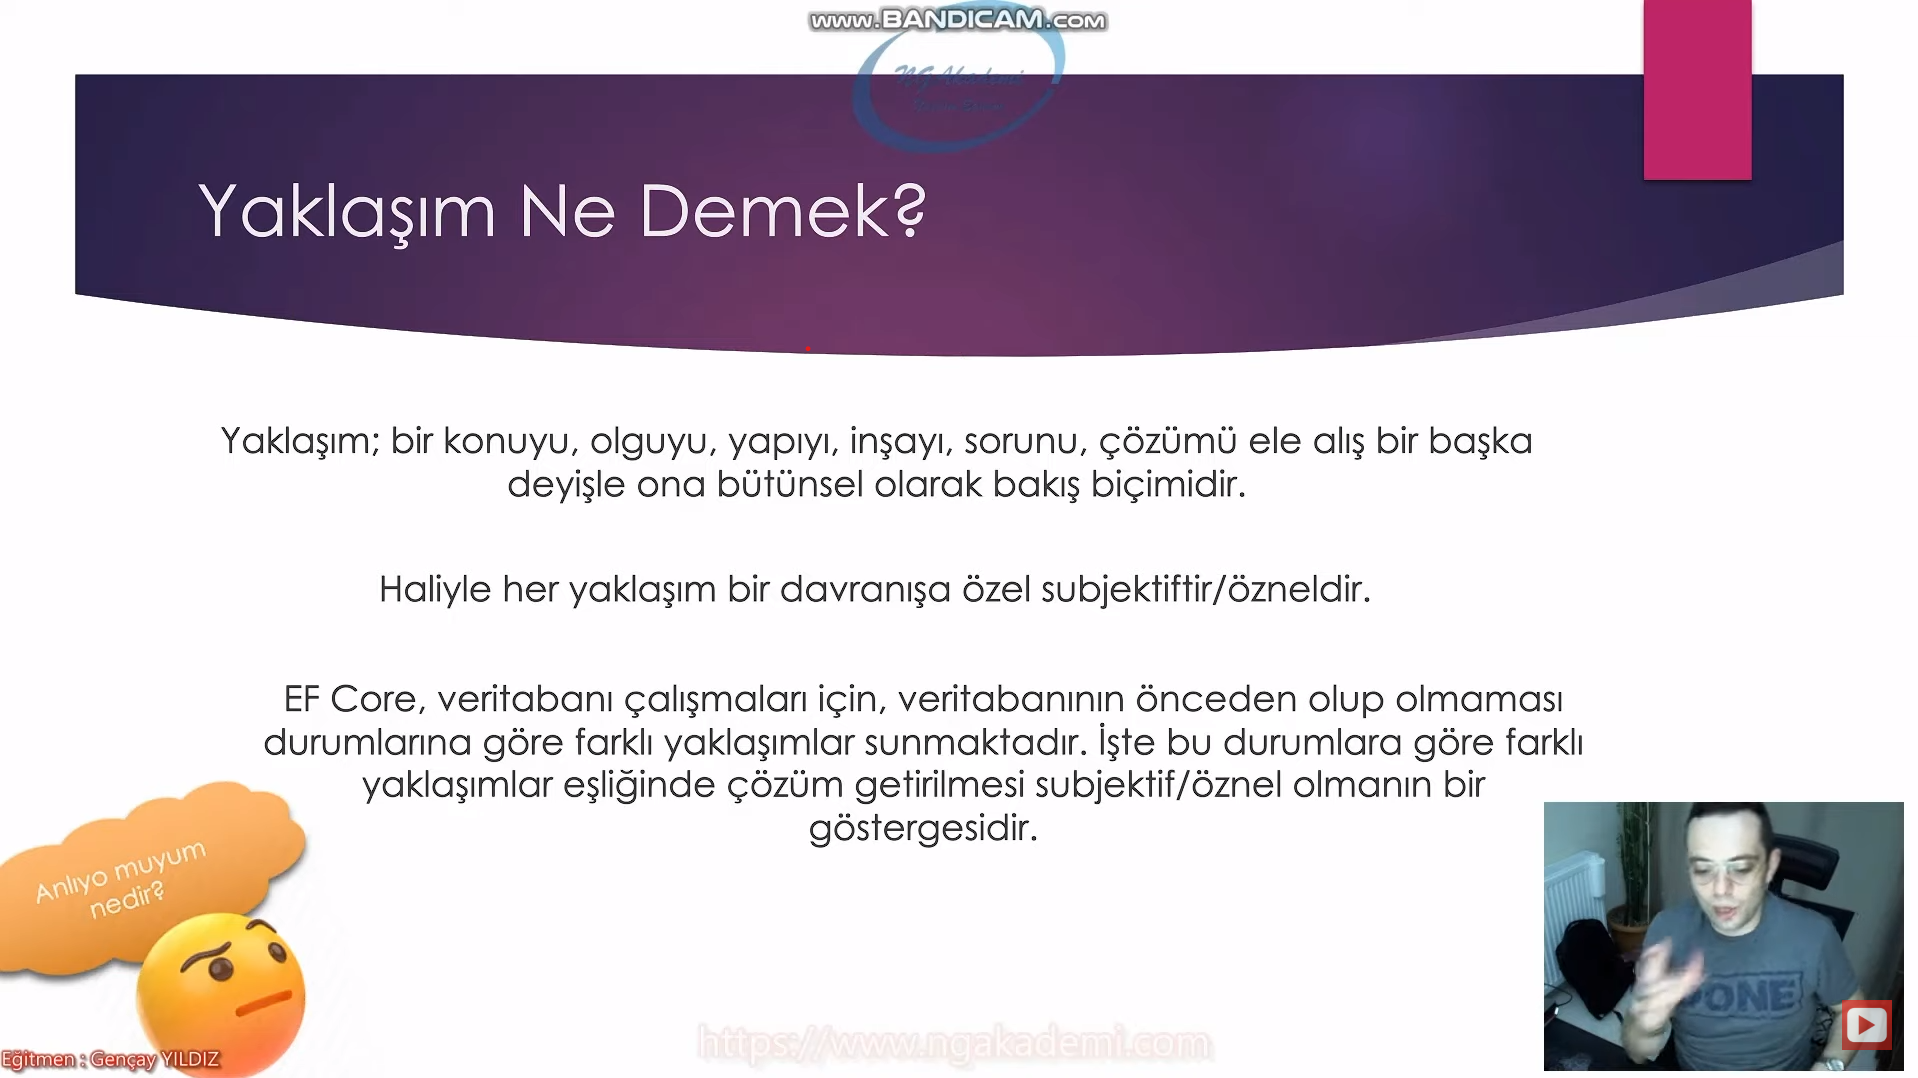 www.BANDICAM.com
NG Akademi
Yaklaşım Ne Demek?
Yaklaşım; bir konuyu, olguyu, yapıyı, inşayı, sorunu, çözümü ele alış bir başka
deyişle ona bütünsel olarak bakış biçimidir.
Haliyle her yaklaşım bir davranışa özel subjektiftir/özneldir.
EF Core, veritabanı çalışmaları için, veritabanının önceden olup olmaması
durumlarına göre farklı yaklaşımlar sunmaktadır. İşte bu durumlara göre farklı
yaklaşımlar eşliğinde çözüm getirilmesi subjektif/öznel olmanın bir
göstergesidir.
Anlıyo muyum
nedir?
ONE
https://www.ngakademi.com
Eğitmen : Gençay YILDIZ